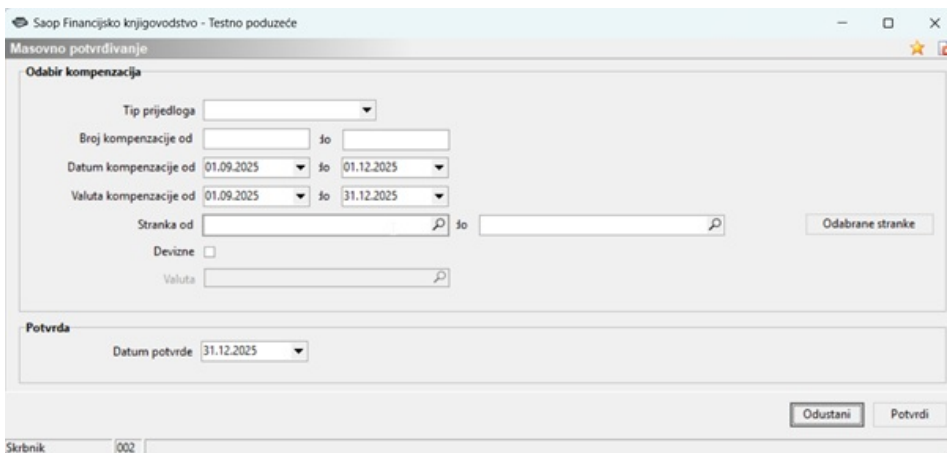 Saop Financijsko knjigovodstvo - Testno poduzeće
Masovno potvrđivanje
Odabir kompenzacija
Tip prijedloga
Broj kompenzacije od do
Datum kompenzacije od 01.09.2025 do 01.12.2025
Valuta kompenzacije od 01.09.2025 do 31.12.2025
Stranka od do Odabrane stranke
Devizne
Valuta
Potvrda
Datum potvrde 31.12.2025
Odustani Potvrdi
Skrbnik 002